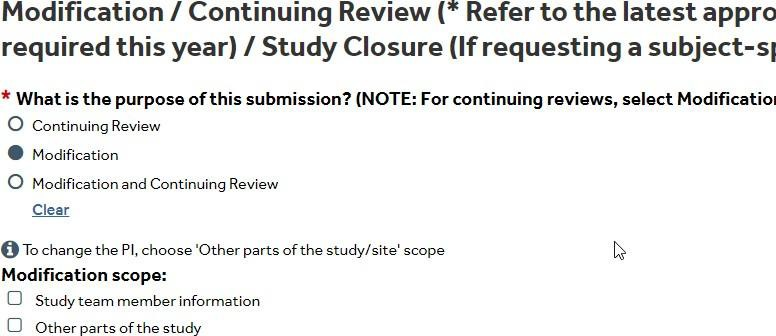 Modification / Continuing Review (* Refer to the latest appro
required this year) / Study Closure (If requesting a subject-sp
* What is the purpose of this submission? (NOTE: For continuing reviews, select Modification
Continuing Review
Modification
Modification and Continuing Review
Clear
To change the PI, choose 'Other parts of the study/site' scope
Modification scope:
Study team member information
Other parts of the study